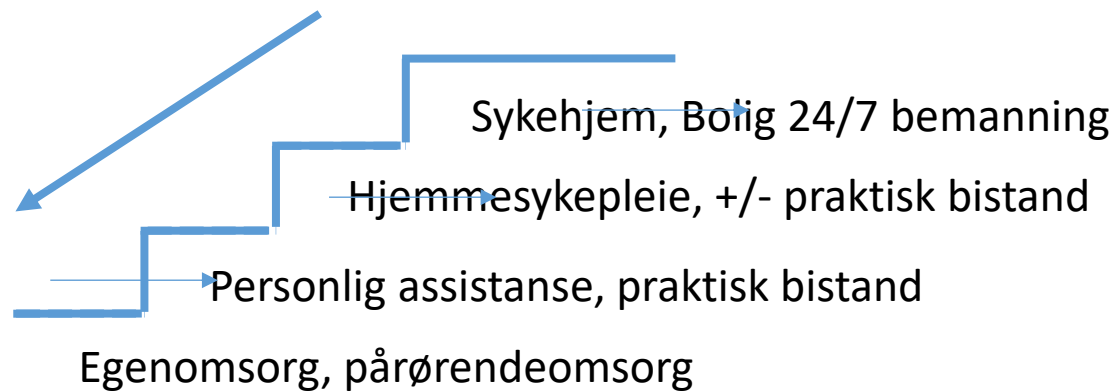 Sykehjem, Bolig 24/7 bemanning
Hjemmesykepleie, +/- praktisk bistand
Personlig assistanse, praktisk bistand
Egenomsorg, pårørendeomsorg